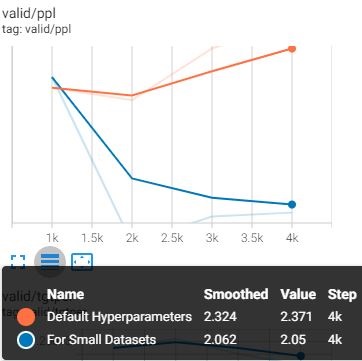 valid/ppl
tag: valid/ppl
1k 1.5k 2k 2.5k 3k 3.5k 4k
Name Smoothed Value Step
Default Hyperparameters 2.324 2.371 4k
For Small Datasets 2.062 2.05 4k